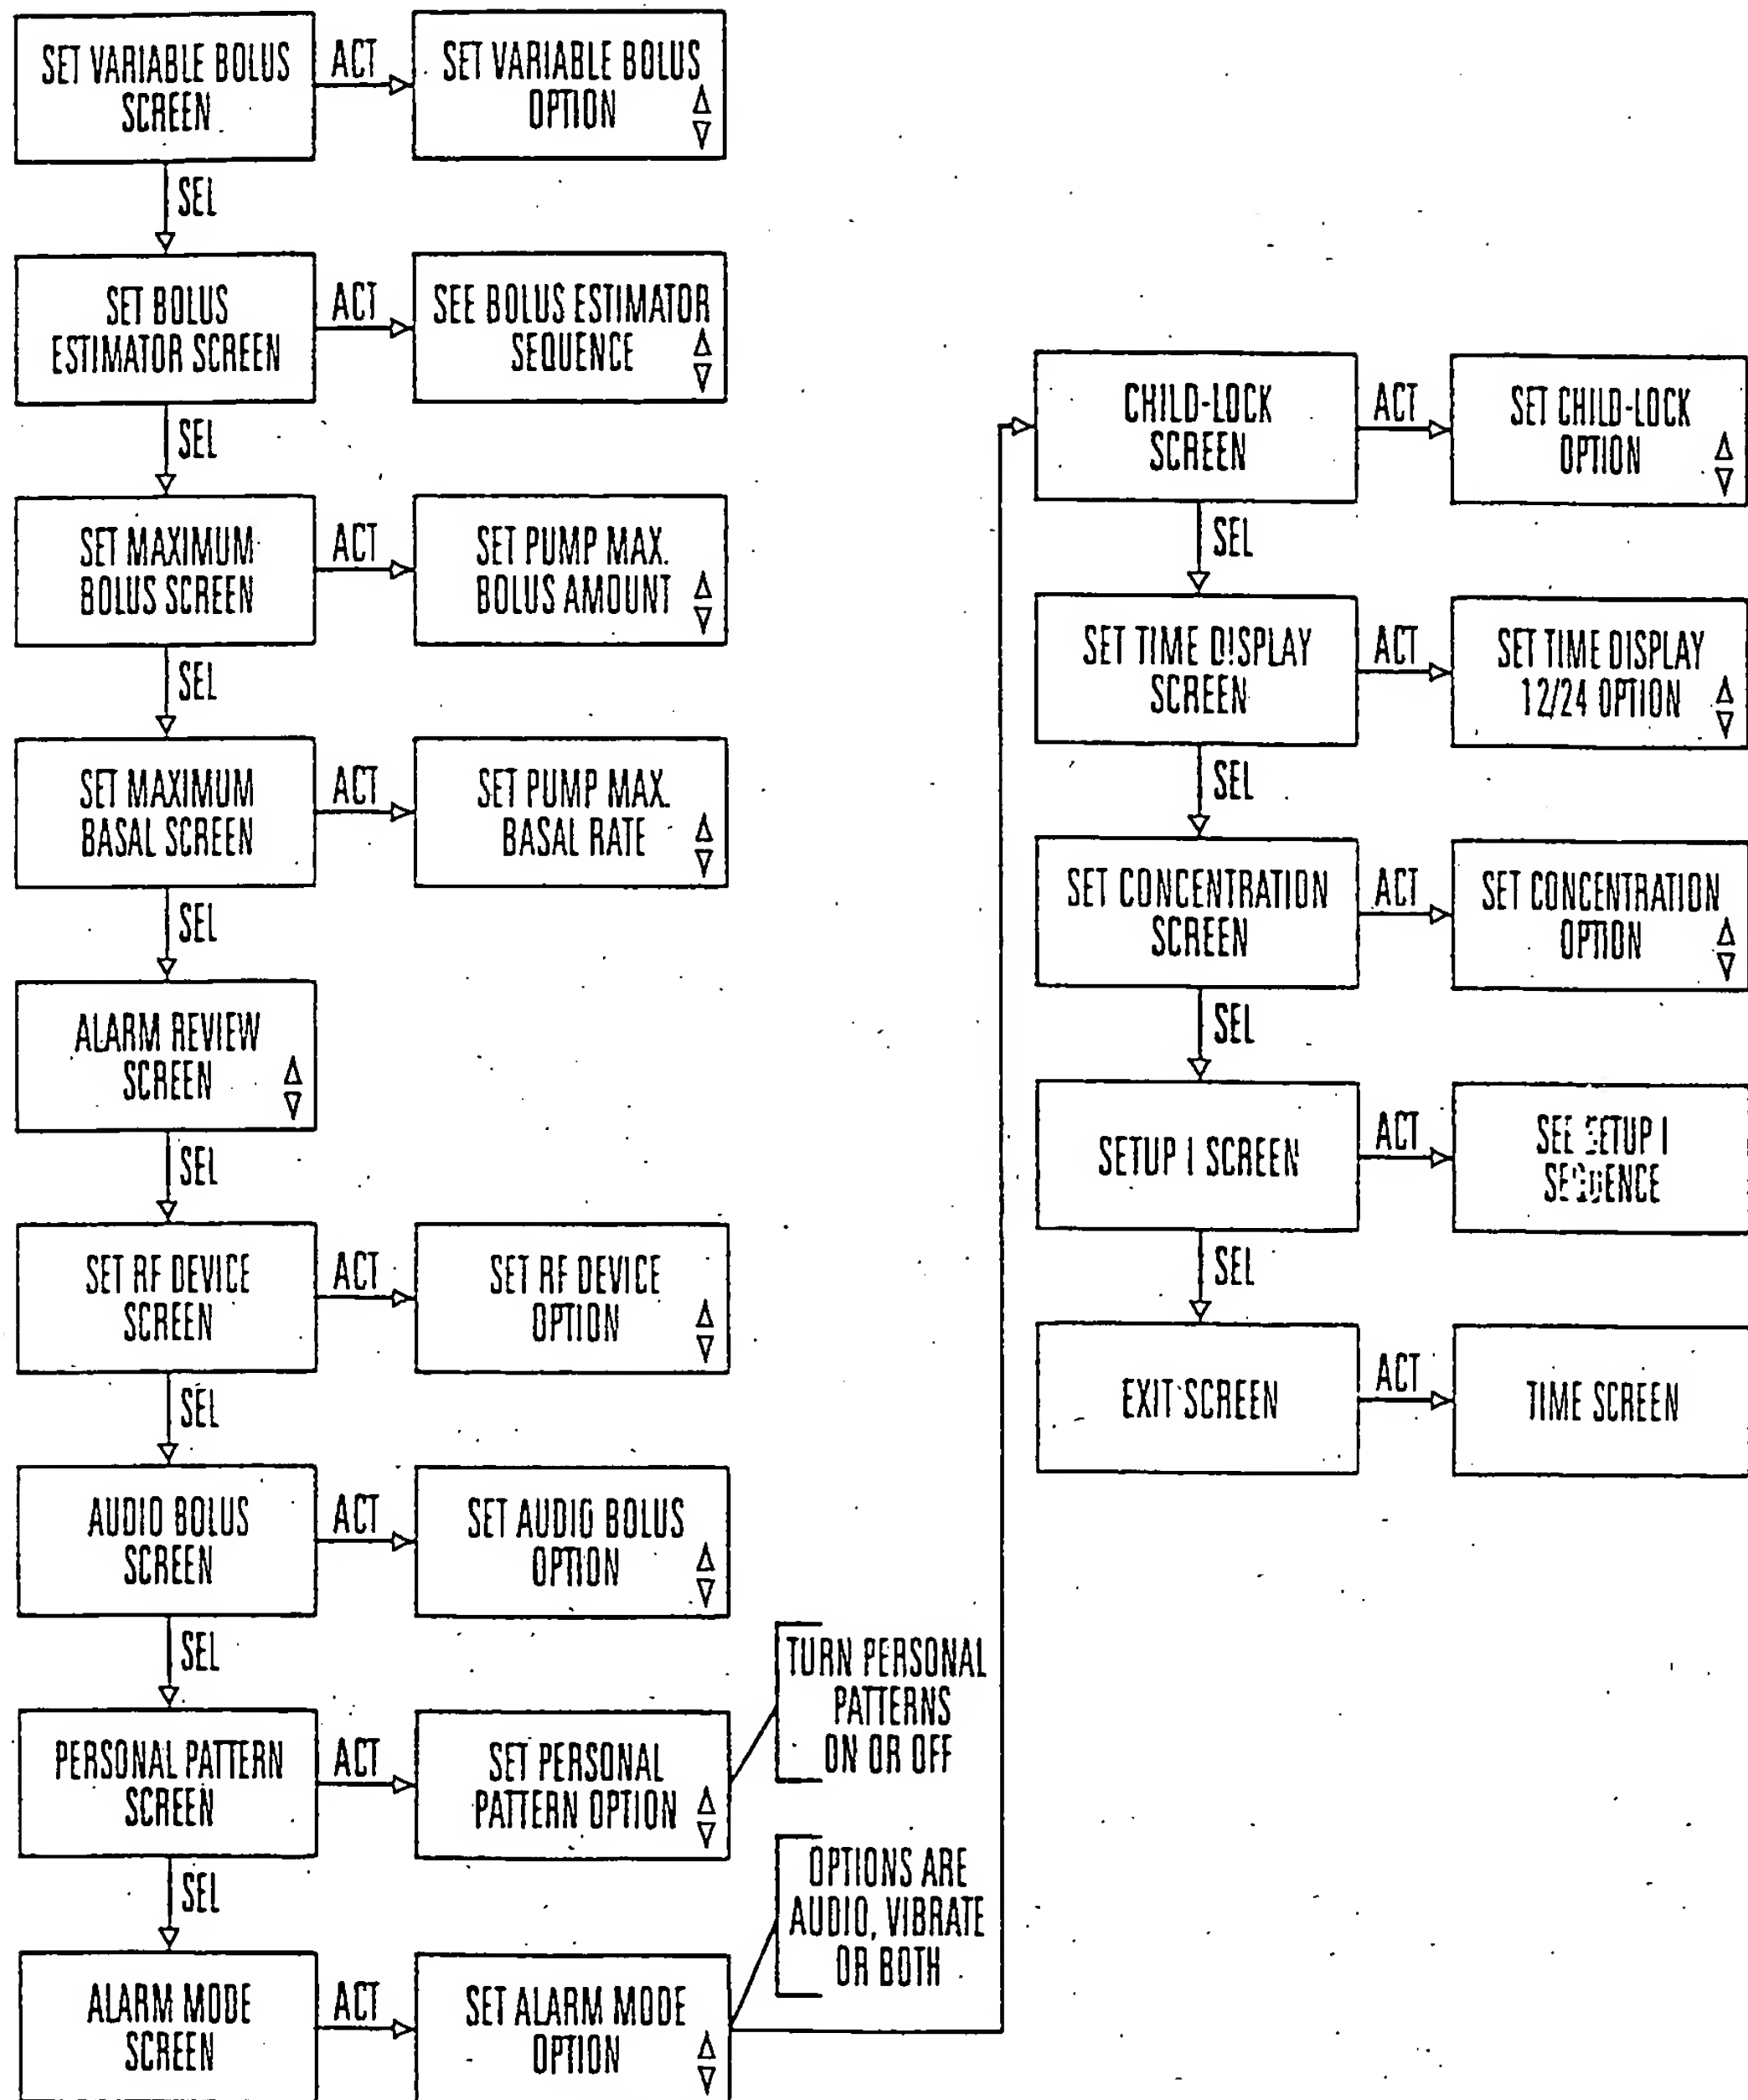 SET VARIABLE BOLUS
SCREEN
ACT
SET VARIABLE BOLUS
OPTION
SEL
SET BOLUS
ESTIMATOR SCREEN
ACT
SEE BOLUS ESTIMATOR
SEQUENCE
SEL
SET MAXIMUM
BOLUS SCREEN
ACT
SET PUMP MAX.
BOLUS AMOUNT
SEL
SET MAXIMUM
BASAL SCREEN
ACT
SET PUMP MAX.
BASAL RATE
SEL
ALARM REVIEW
SCREEN
SEL
SET RF DEVICE
SCREEN
ACT
SET RF DEVICE
OPTION
SEL
AUDIO BOLUS
SCREEN
ACT
SET AUDIO BOLUS
OPTION
SEL
PERSONAL PATTERN
SCREEN
ACT
SET PERSONAL
PATTERN OPTION
TURN PERSONAL
PATTERNS
ON OR OFF
SEL
ALARM MODE
SCREEN
ACT
SET ALARM MODE
OPTION
OPTIONS ARE
AUDIO, VIBRATE
OR BOTH
CHILD-LOCK
SCREEN
ACT
SET CHILD-LOCK
OPTION
SEL
SET TIME DISPLAY
SCREEN
ACT
SET TIME DISPLAY
12/24 OPTION
SEL
SET CONCENTRATION
SCREEN
ACT
SET CONCENTRATION
OPTION
SEL
SETUP I SCREEN
ACT
SEE SETUP I
SEQUENCE
SEL
EXIT SCREEN
ACT
TIME SCREEN